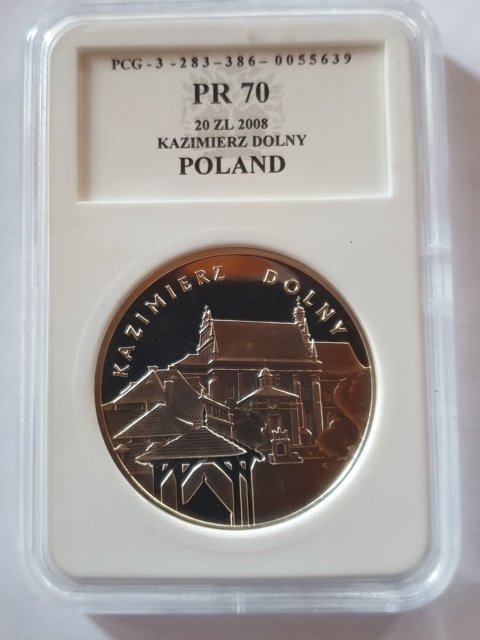 PCG-3-283-386-0055639
PR 70
20 ZL 2008
KAZIMIERZ DOLNY
POLAND
KAZIMIERZ DOLNY